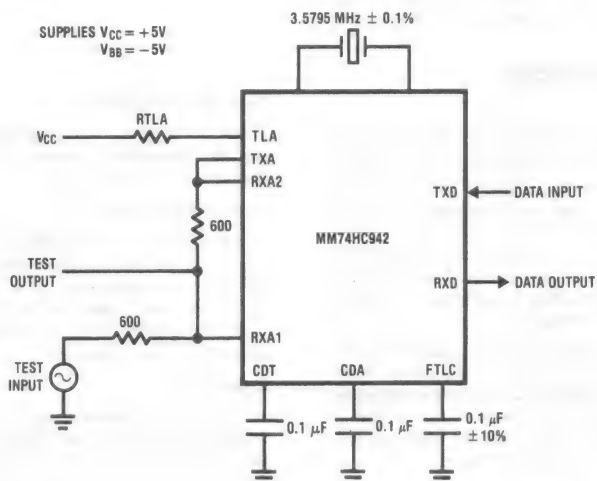 3.5795 MHz ± 0.1%
SUPPLIES VCC = +5V
VBB = −5V
RTLA
VCC
TLA
TXA
RXA2
600
TXD
DATA INPUT
MM74HC942
TEST
OUTPUT
RXD
DATA OUTPUT
600
RXA1
TEST
INPUT
CDT
CDA
FTLC
0.1 µF
0.1 µF
0.1 µF
±10%